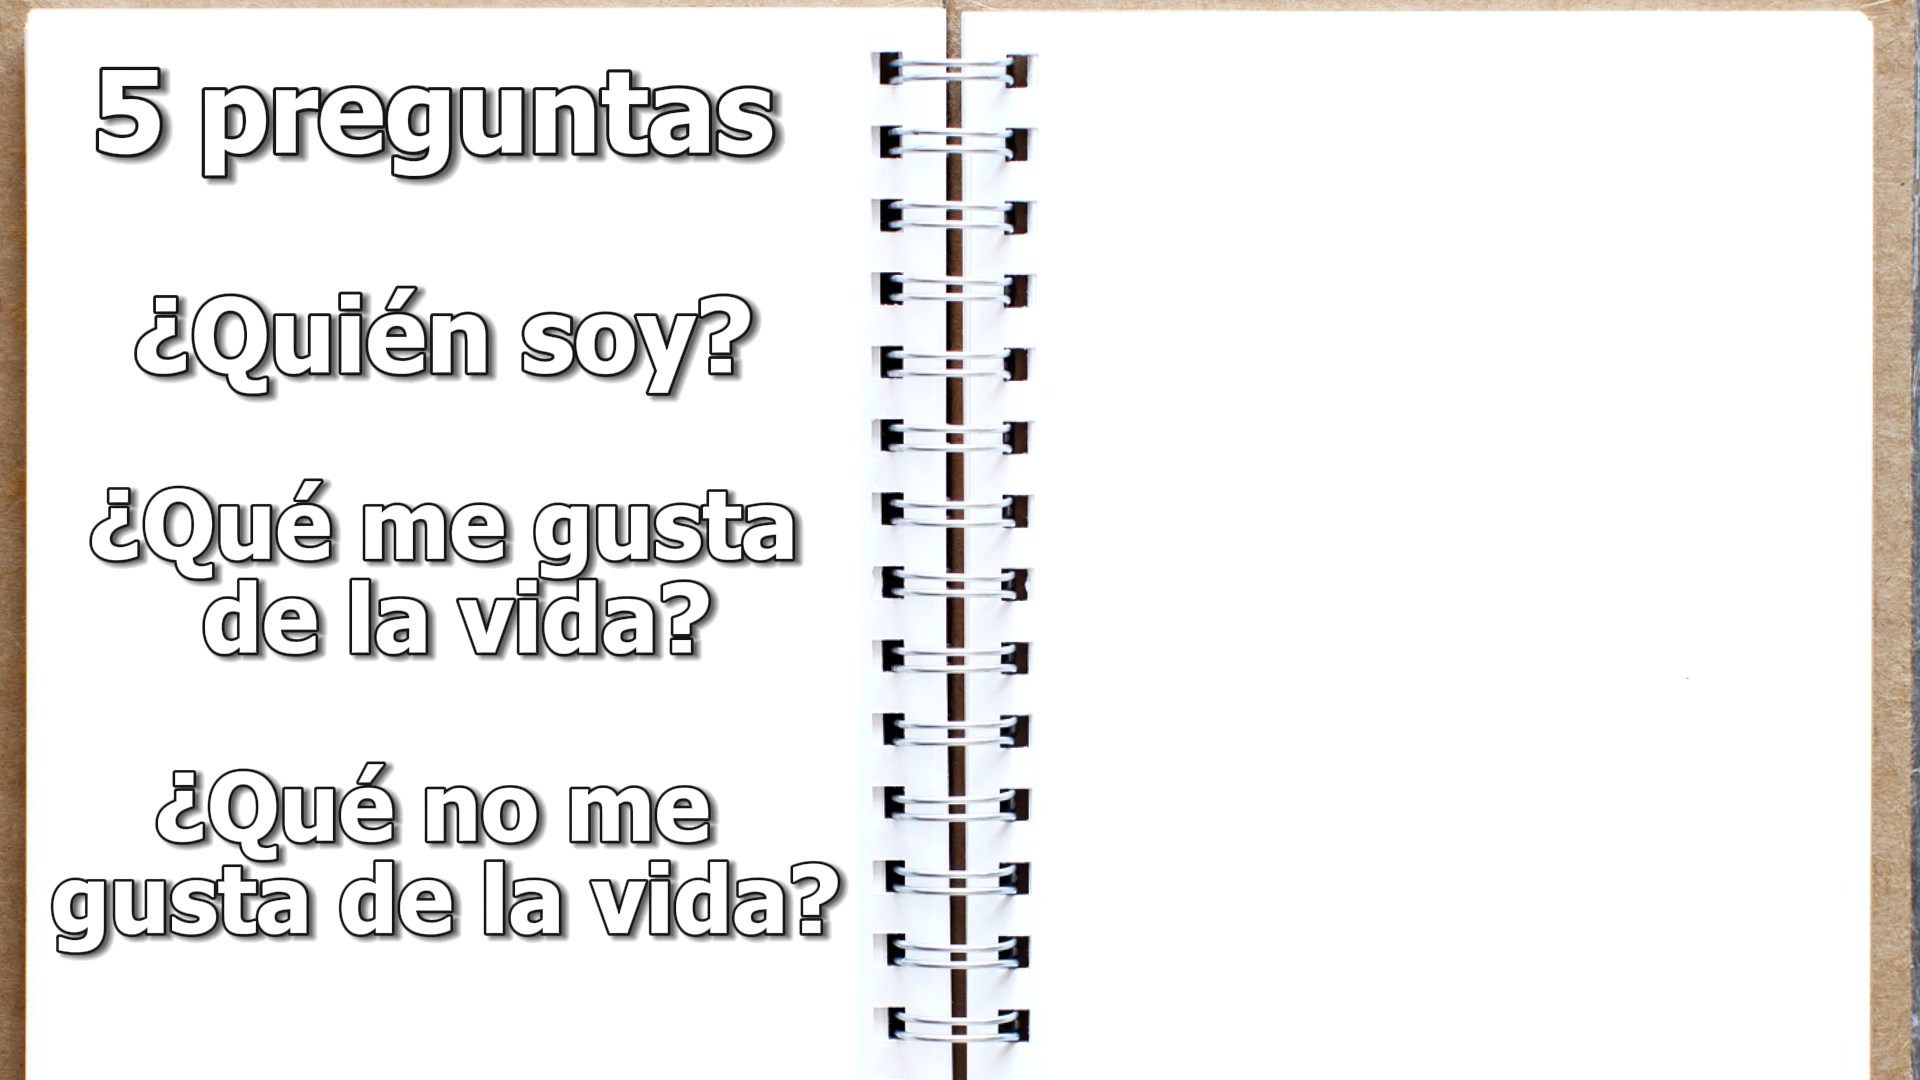 5 preguntas
¿Quién soy?
¿Qué me gusta
de la vida?
¿Qué no me
gusta de la vida?